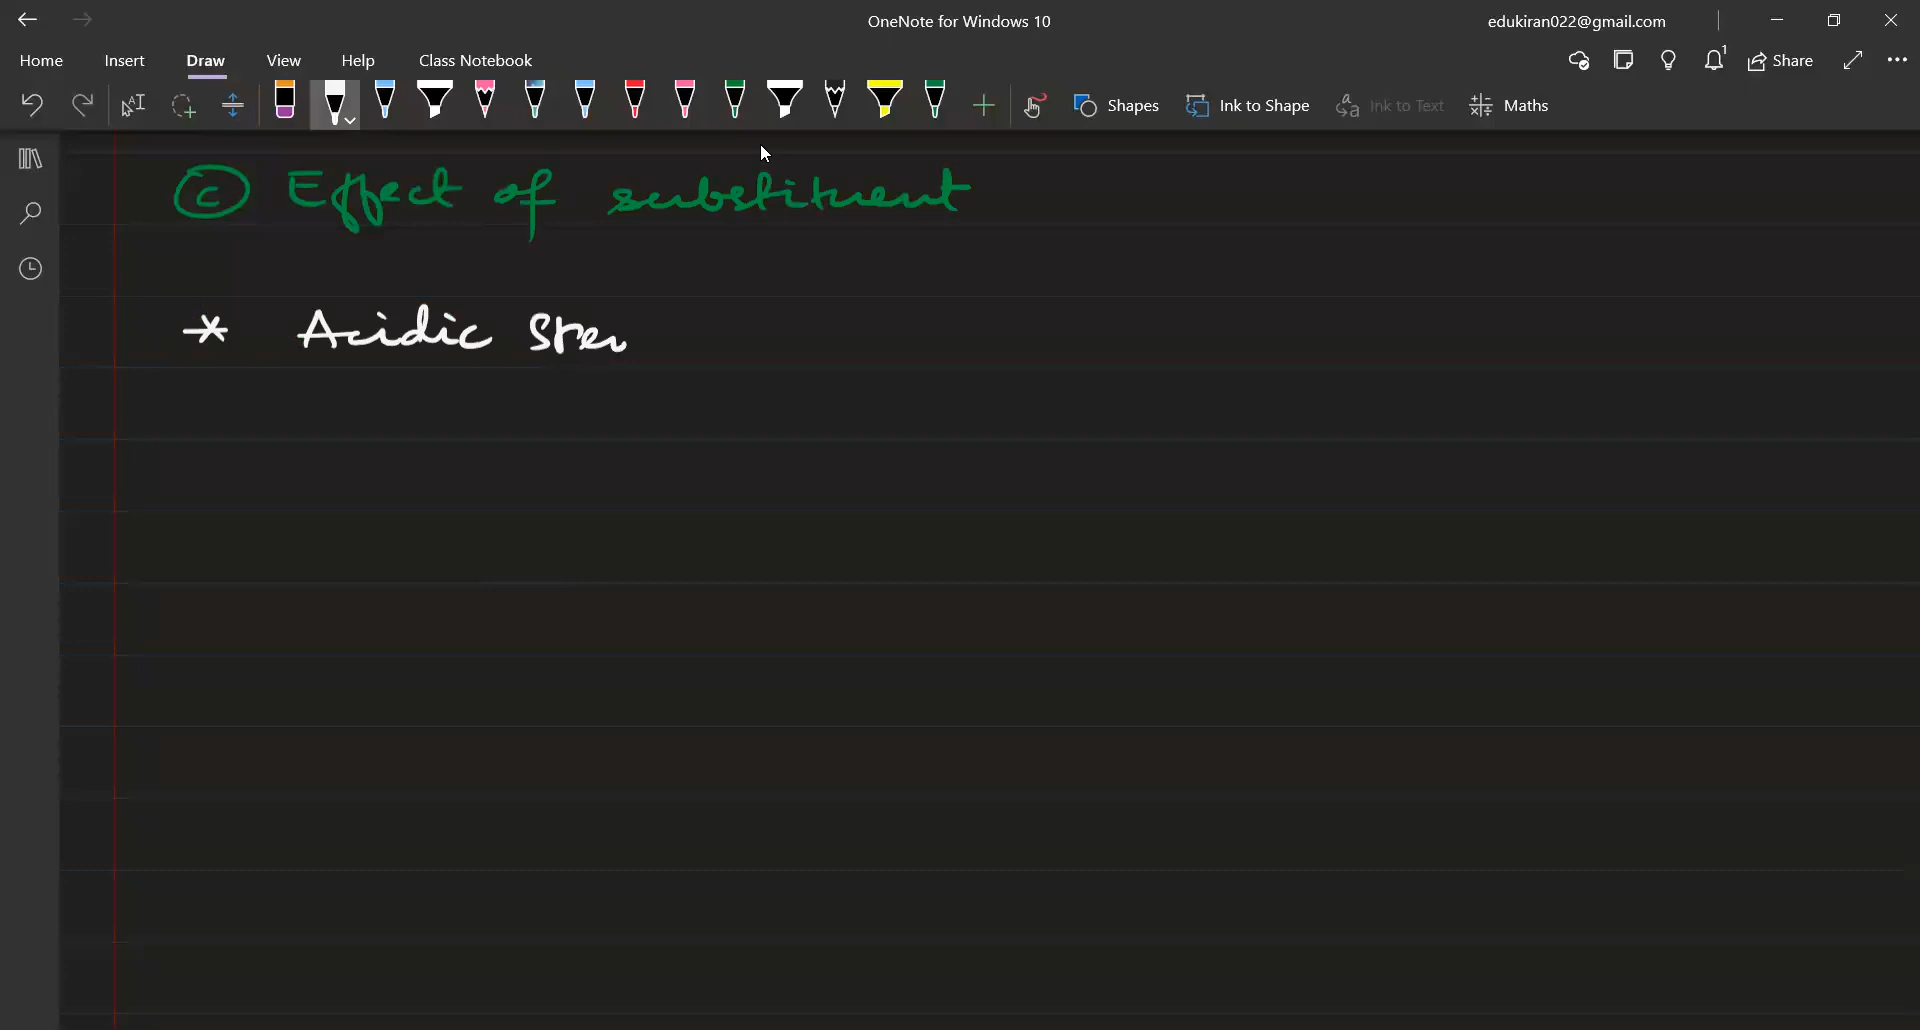 OneNote for Windows 10
edukiran022@gmail.com
Home Insert Draw View Help Class Notebook
1
Share
Shapes Ink to Shape Ink to Text Maths
c Effect of substituent
* Acidic Stren